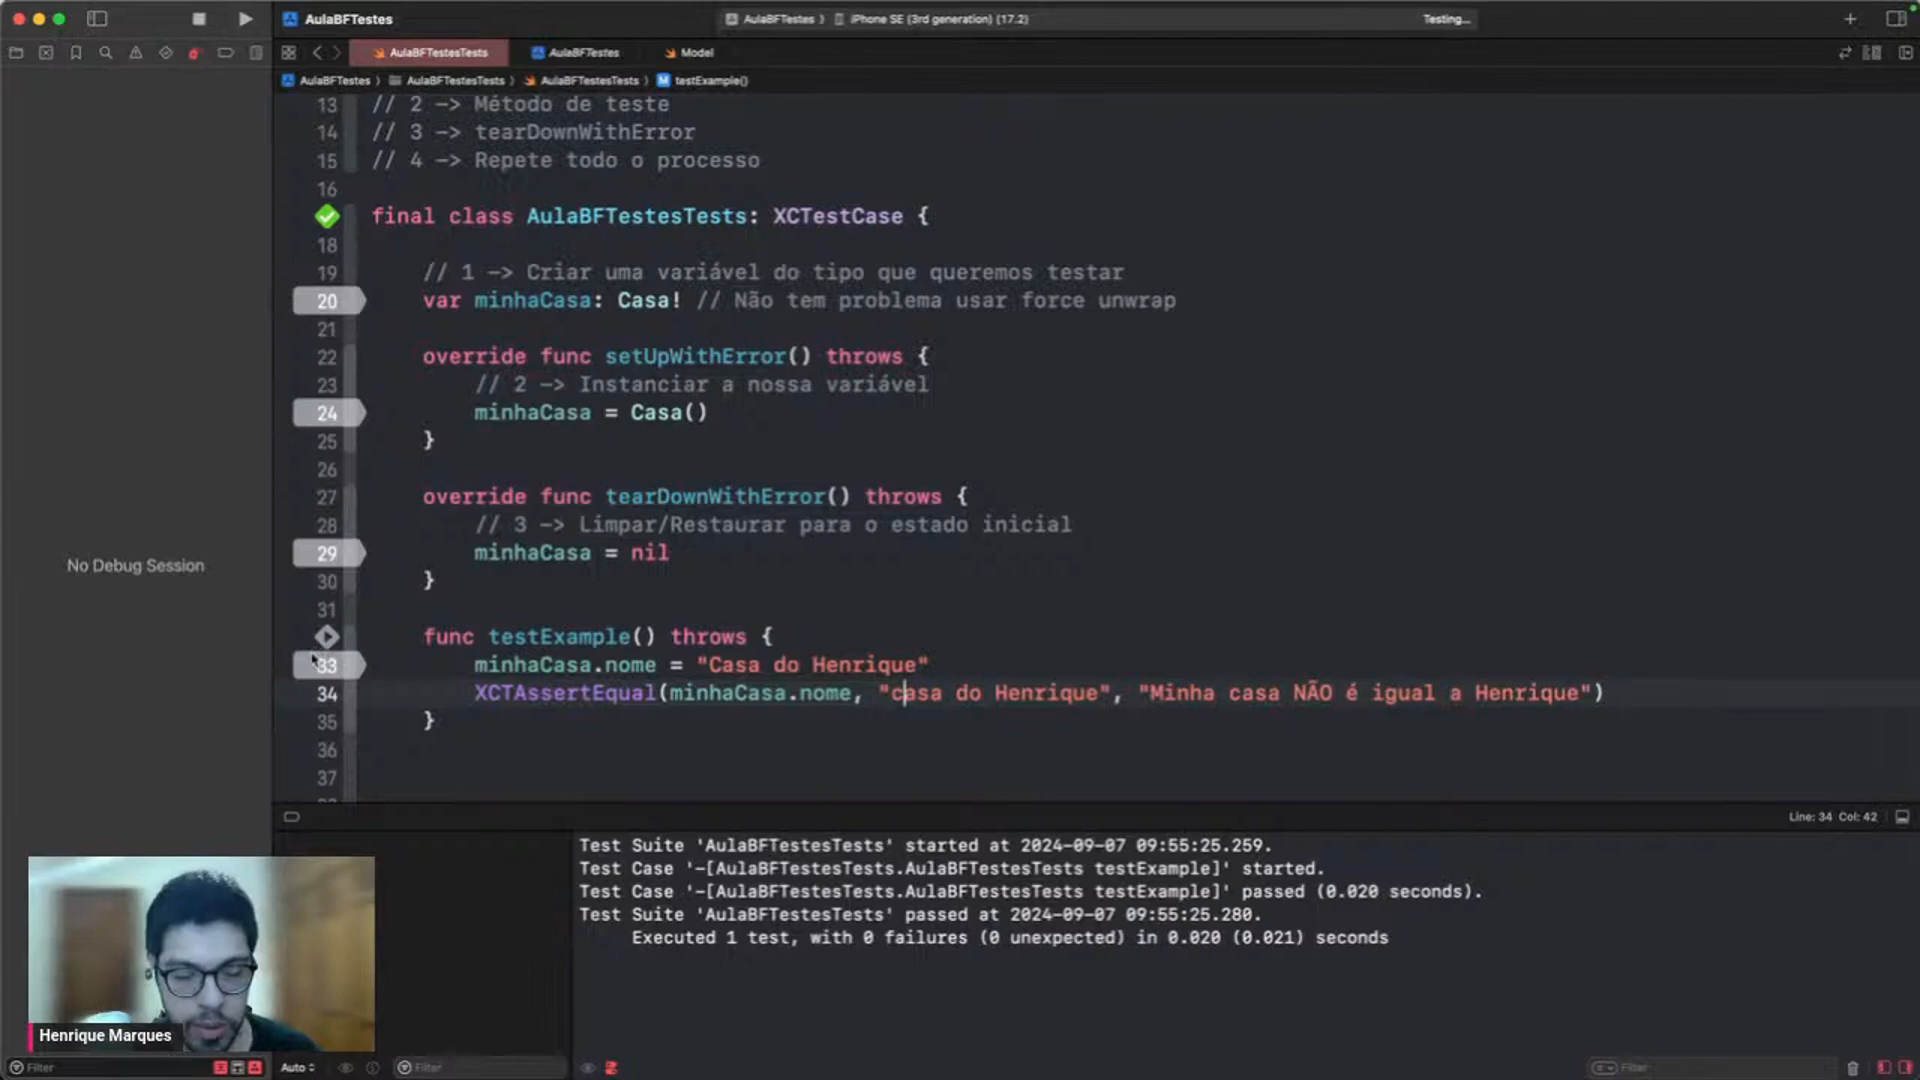 AulaBFTestes
AulaBFTestes 〉 iPhone SE (3rd generation) (17.2)
Testing...
AulaBFTestesTests
AulaBFTestes
Model
AulaBFTestes 〉 AulaBFTestesTests 〉 AulaBFTestesTests 〉 M testExample()
13 // 2 -> Método de teste
14 // 3 -> tearDownWithError
15 // 4 -> Repete todo o processo
16
final class AulaBFTestesTests: XCTestCase {
18
19 // 1 -> Criar uma variável do tipo que queremos testar
20 var minhaCasa: Casa! // Não tem problema usar force unwrap
21
22 override func setUpWithError() throws {
23 // 2 -> Instanciar a nossa variável
24 minhaCasa = Casa()
25 }
26
27 override func tearDownWithError() throws {
28 // 3 -> Limpar/Restaurar para o estado inicial
29 minhaCasa = nil
30 }
31
func testExample() throws {
33 minhaCasa.nome = "Casa do Henrique"
34 XCTAssertEqual(minhaCasa.nome, "casa do Henrique", "Minha casa NÃO é igual a Henrique")
35 }
36
37
No Debug Session
Line: 34 Col: 42
Test Suite 'AulaBFTestesTests' started at 2024-09-07 09:55:25.259.
Test Case '-[AulaBFTestesTests.AulaBFTestesTests testExample]' started.
Test Case '-[AulaBFTestesTests.AulaBFTestesTests testExample]' passed (0.020 seconds).
Test Suite 'AulaBFTestesTests' passed at 2024-09-07 09:55:25.280.
Executed 1 test, with 0 failures (0 unexpected) in 0.020 (0.021) seconds
Henrique Marques
Filter
Auto
Filter
Filter